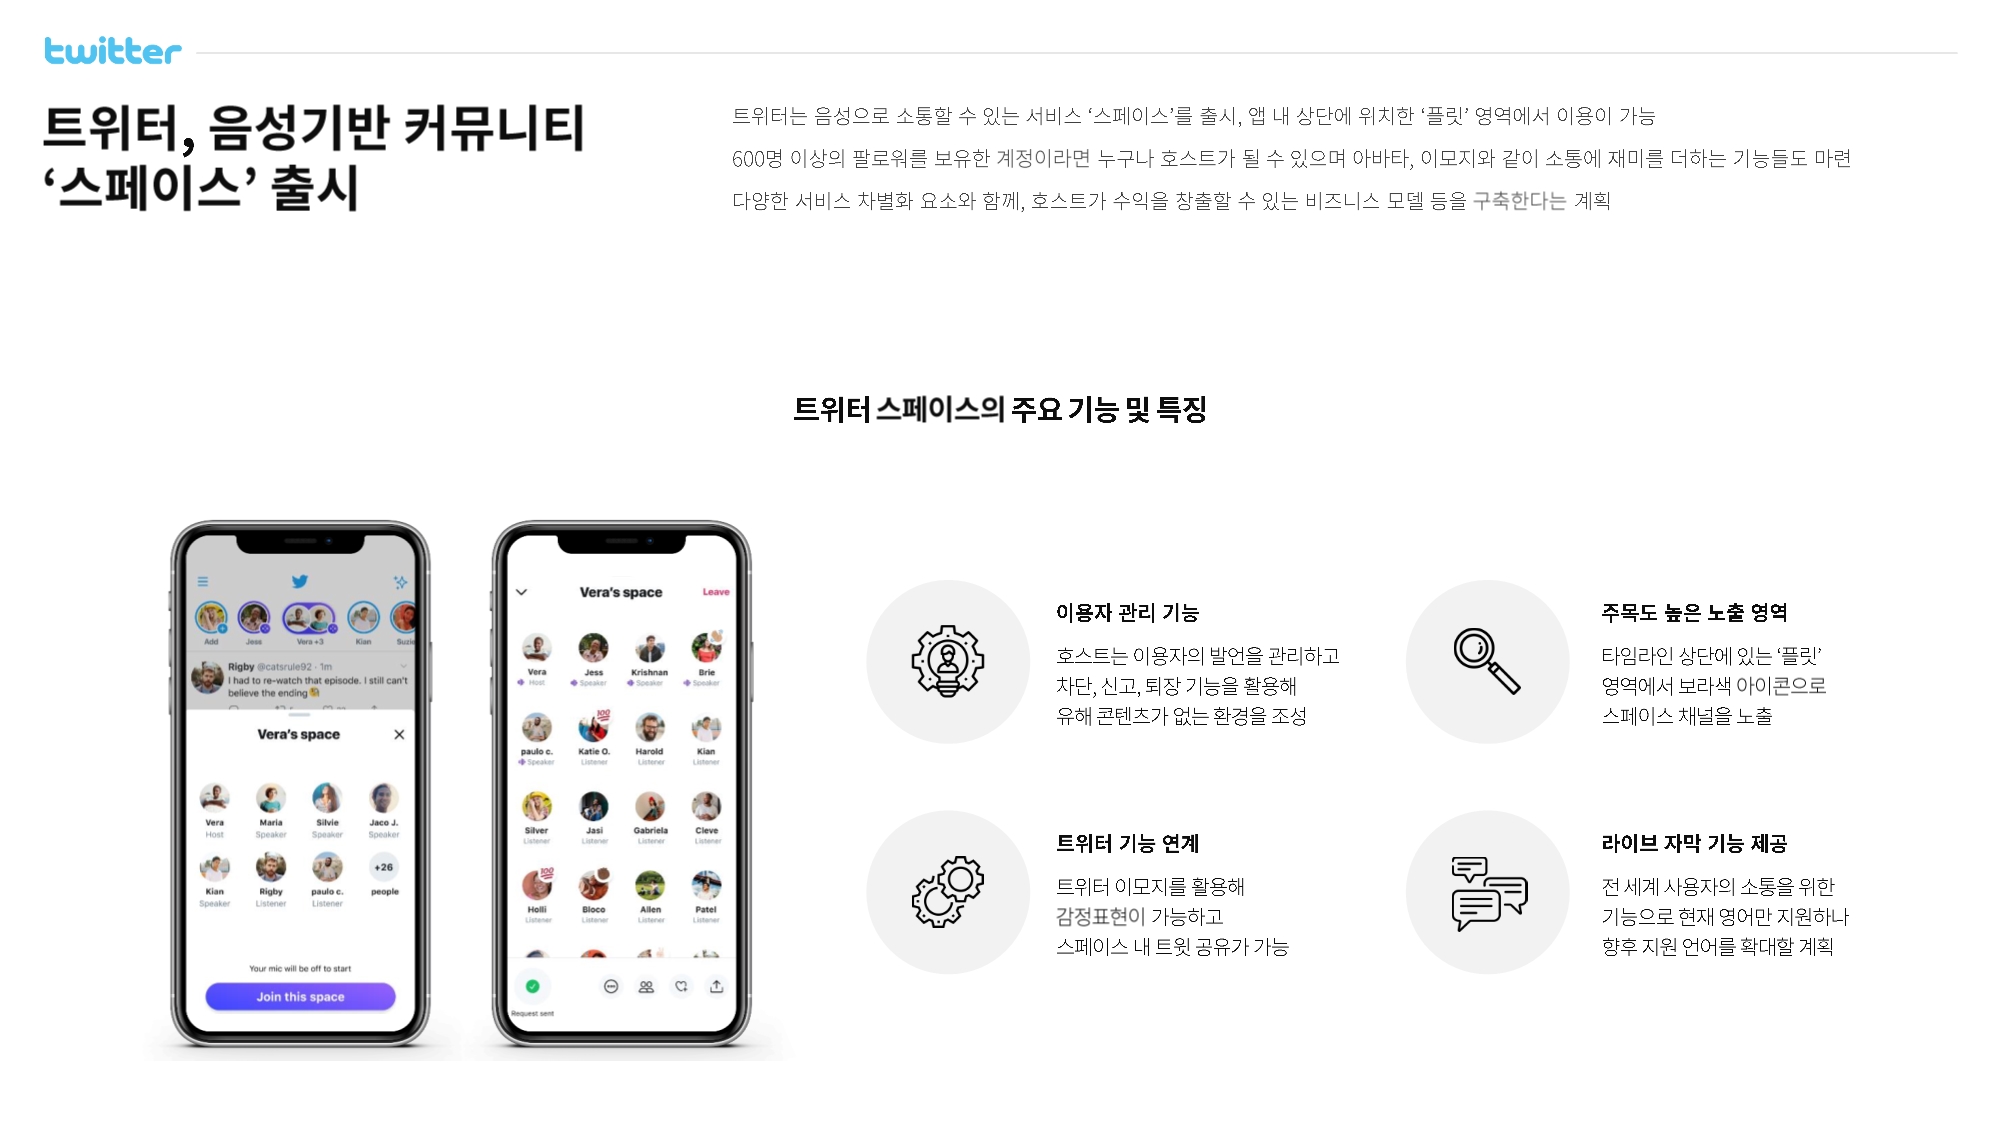 twitter
트위터, 음성기반 커뮤니티
‘스페이스’ 출시
트위터는 음성으로 소통할 수 있는 서비스 ‘스페이스’를 출시, 앱 내 상단에 위치한 ‘플릿’ 영역에서 이용이 가능
600명 이상의 팔로워를 보유한 계정이라면 누구나 호스트가 될 수 있으며 아바타, 이모지와 같이 소통에 재미를 더하는 기능들도 마련
다양한 서비스 차별화 요소와 함께, 호스트가 수익을 창출할 수 있는 비즈니스 모델 등을 구축한다는 계획
트위터 스페이스의 주요 기능 및 특징
Add Jess Vera +3 Kian Suzie
Rigby @catsrule92 · 1m
I had to re-watch that episode. I still can't
believe the ending
Vera's space
Vera Maria Silvie Jaco J.
Host Speaker Speaker Speaker
+26
Kian Rigby paulo c. people
Speaker Listener Listener
Your mic will be off to start
Join this space
Vera's space Leave
Vera Jess Krishnan Brie
Host Speaker Speaker Speaker
100
paulo c. Katie O. Harold Kian
Speaker Listener Listener Listener
Silver Jasi Gabriela Cleve
Listener Listener Listener Listener
100
Holli Bloco Allen Patel
Listener Listener Listener Listener
Request sent
이용자 관리 기능
호스트는 이용자의 발언을 관리하고
차단, 신고, 퇴장 기능을 활용해
유해 콘텐츠가 없는 환경을 조성
주목도 높은 노출 영역
타임라인 상단에 있는 ‘플릿’
영역에서 보라색 아이콘으로
스페이스 채널을 노출
트위터 기능 연계
트위터 이모지를 활용해
감정표현이 가능하고
스페이스 내 트윗 공유가 가능
라이브 자막 기능 제공
전 세계 사용자의 소통을 위한
기능으로 현재 영어만 지원하나
향후 지원 언어를 확대할 계획